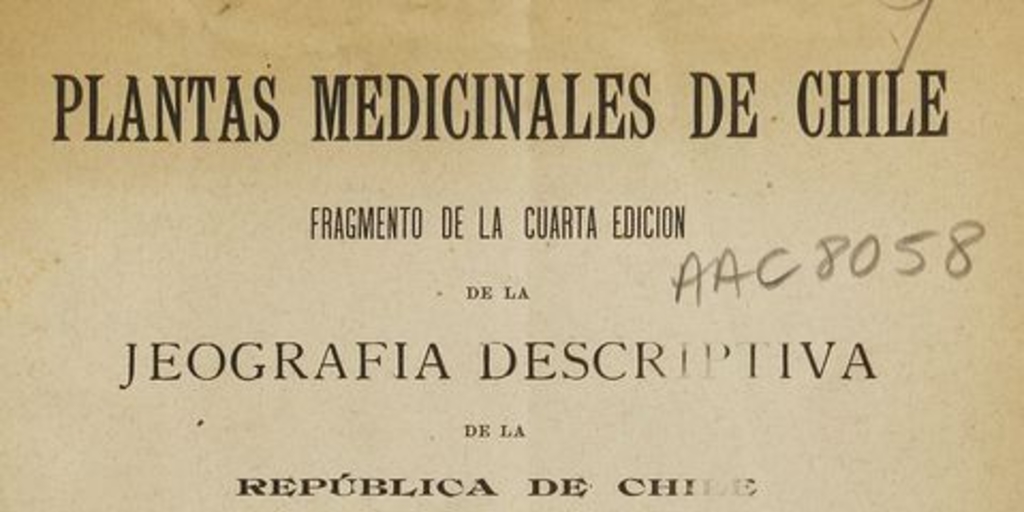 PLANTAS MEDICINALES DE CHILE
FRAGMENTO DE LA CUARTA EDICION
AAC8058
DE LA
JEOGRAFIA DESCRIPTIVA
DE LA
REPÚBLICA DE CHILE